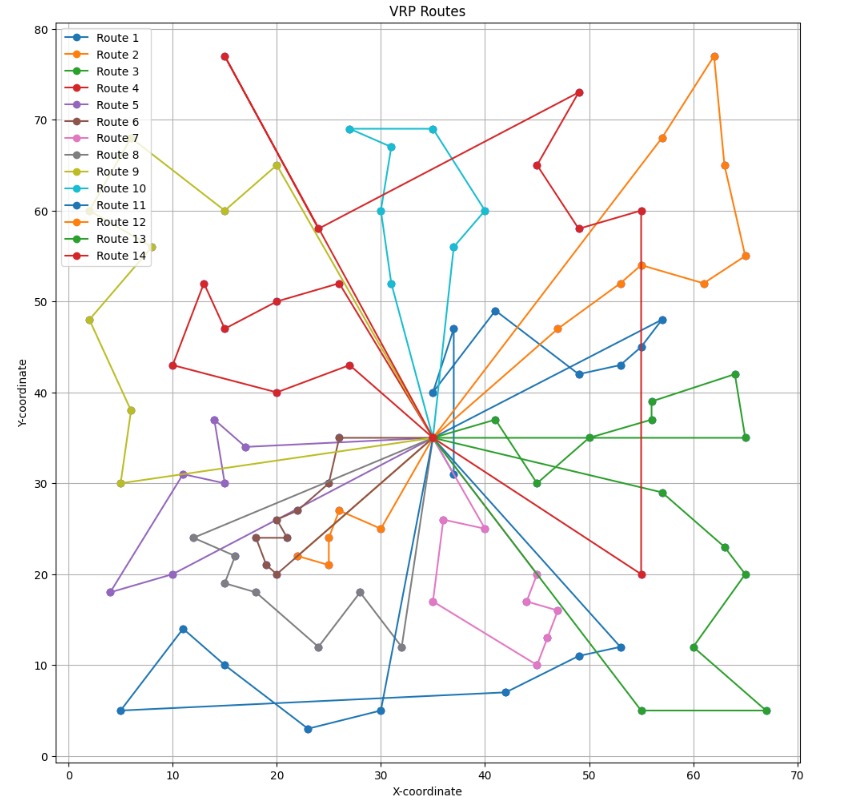 VRP Routes
80
70
60
50
40
30
20
10
0
Y-coordinate
Route 1
Route 2
Route 3
Route 4
Route 5
Route 6
Route 7
Route 8
Route 9
Route 10
Route 11
Route 12
Route 13
Route 14
0 10 20 30 40 50 60 70
X-coordinate